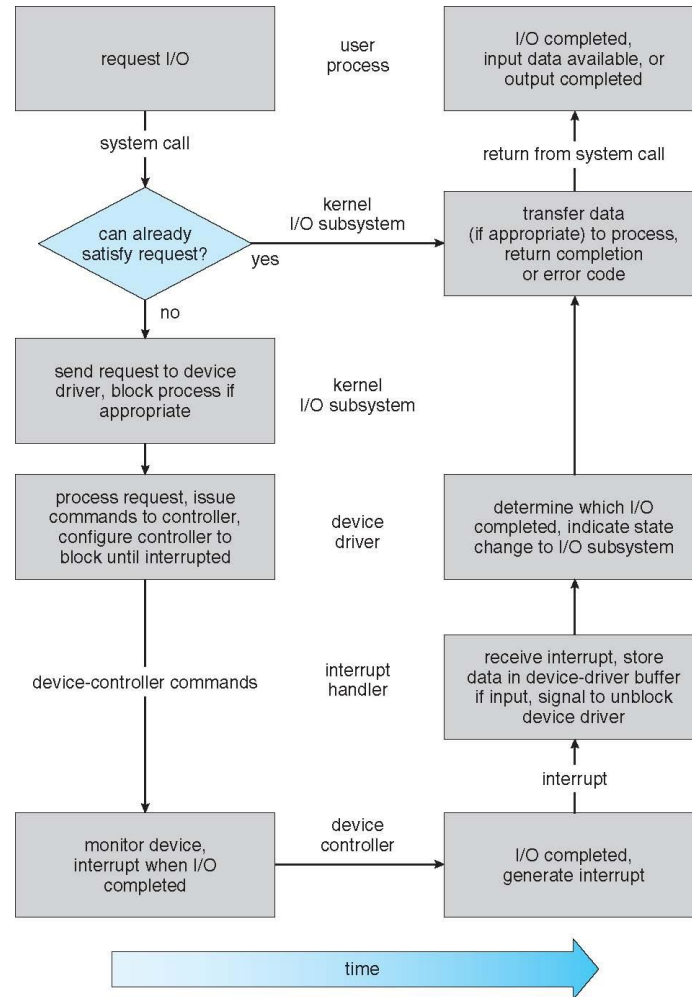 request I/O
user
process
I/O completed,
input data available, or
output completed
system call
return from system call
can already
satisfy request?
yes
no
kernel
I/O subsystem
transfer data
(if appropriate) to process,
return completion
or error code
send request to device
driver, block process if
appropriate
kernel
I/O subsystem
process request, issue
commands to controller,
configure controller to
block until interrupted
device
driver
determine which I/O
completed, indicate state
change to I/O subsystem
device-controller commands
interrupt
handler
receive interrupt, store
data in device-driver buffer
if input, signal to unblock
device driver
interrupt
monitor device,
interrupt when I/O
completed
device
controller
I/O completed,
generate interrupt
time